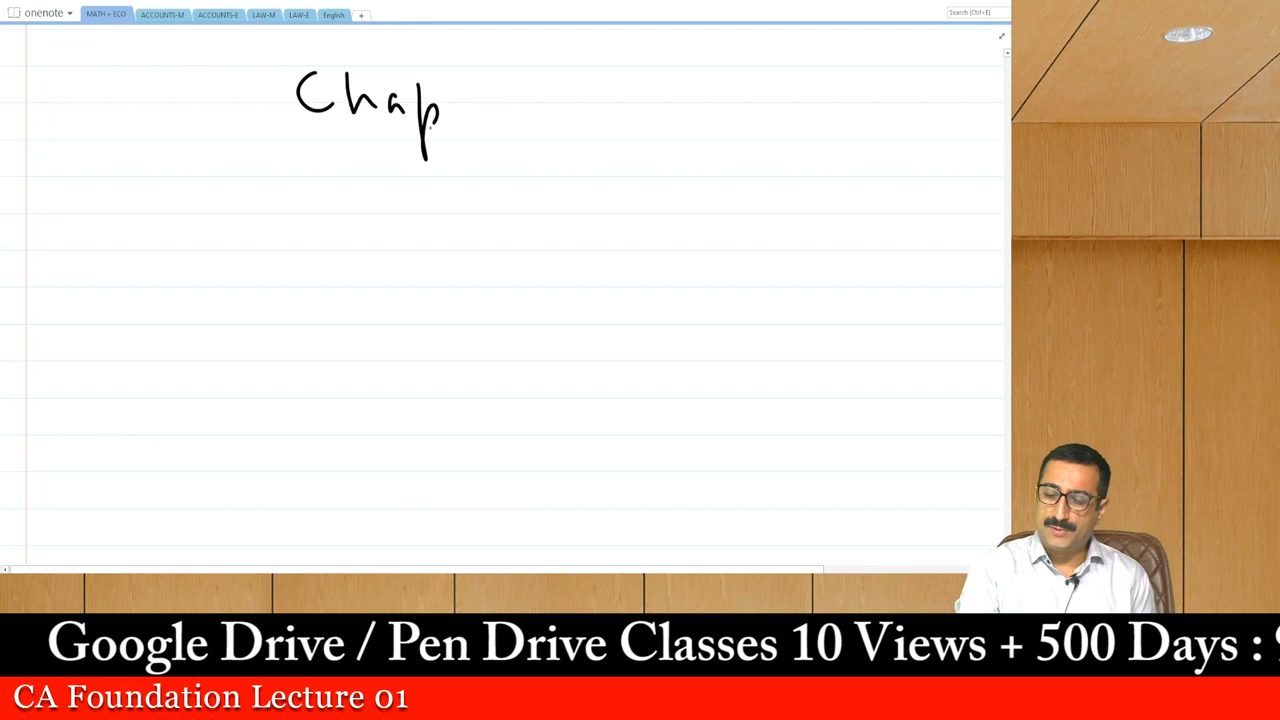 onenote MATH + ECO ACCOUNTS-M ACCOUNTS-E LAW-M LAW-E English + Search (Ctrl+E)
Chap
Google Drive / Pen Drive Classes 10 Views + 500 Days :
CA Foundation Lecture 01